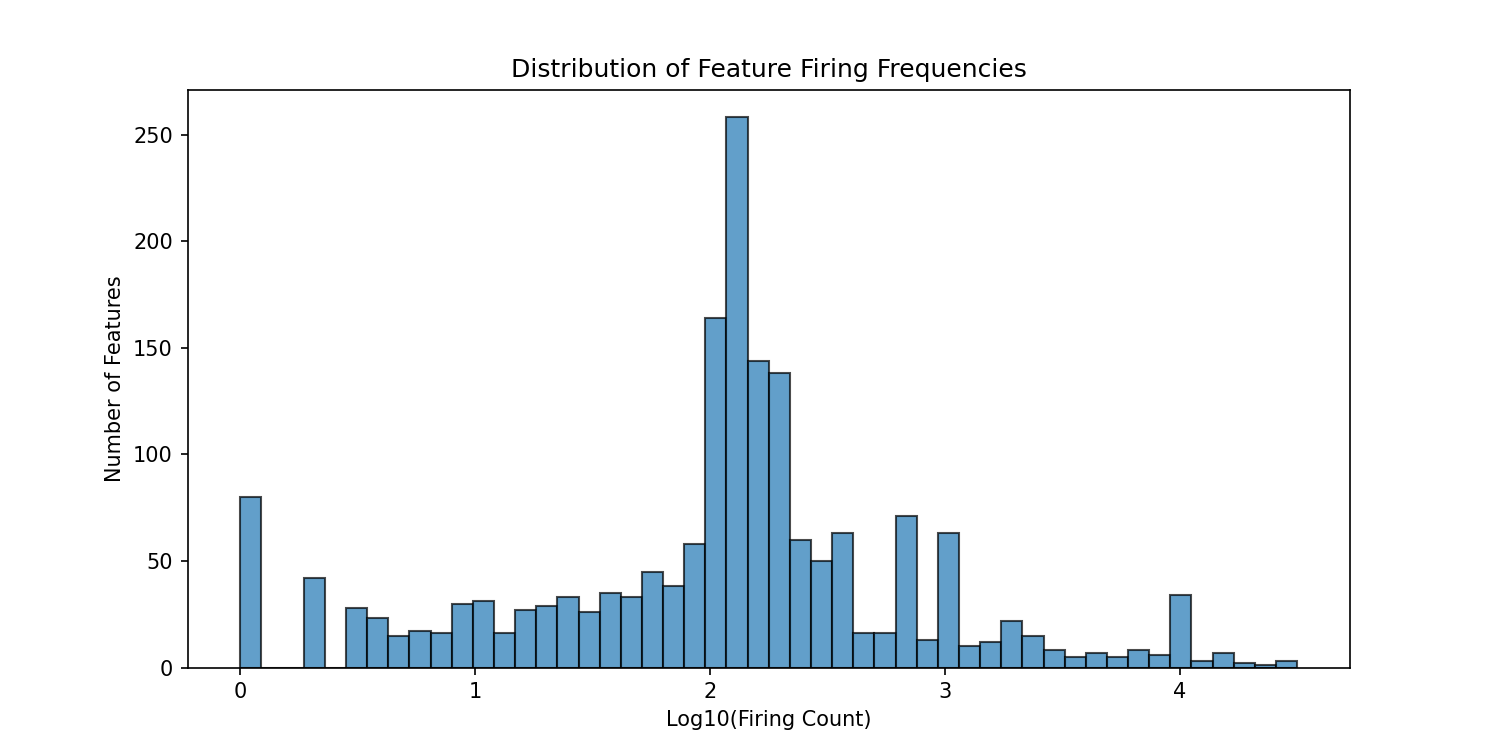 Distribution of Feature Firing Frequencies
250
200
150
100
50
0
Number of Features
0 1 2 3 4
Log10(Firing Count)